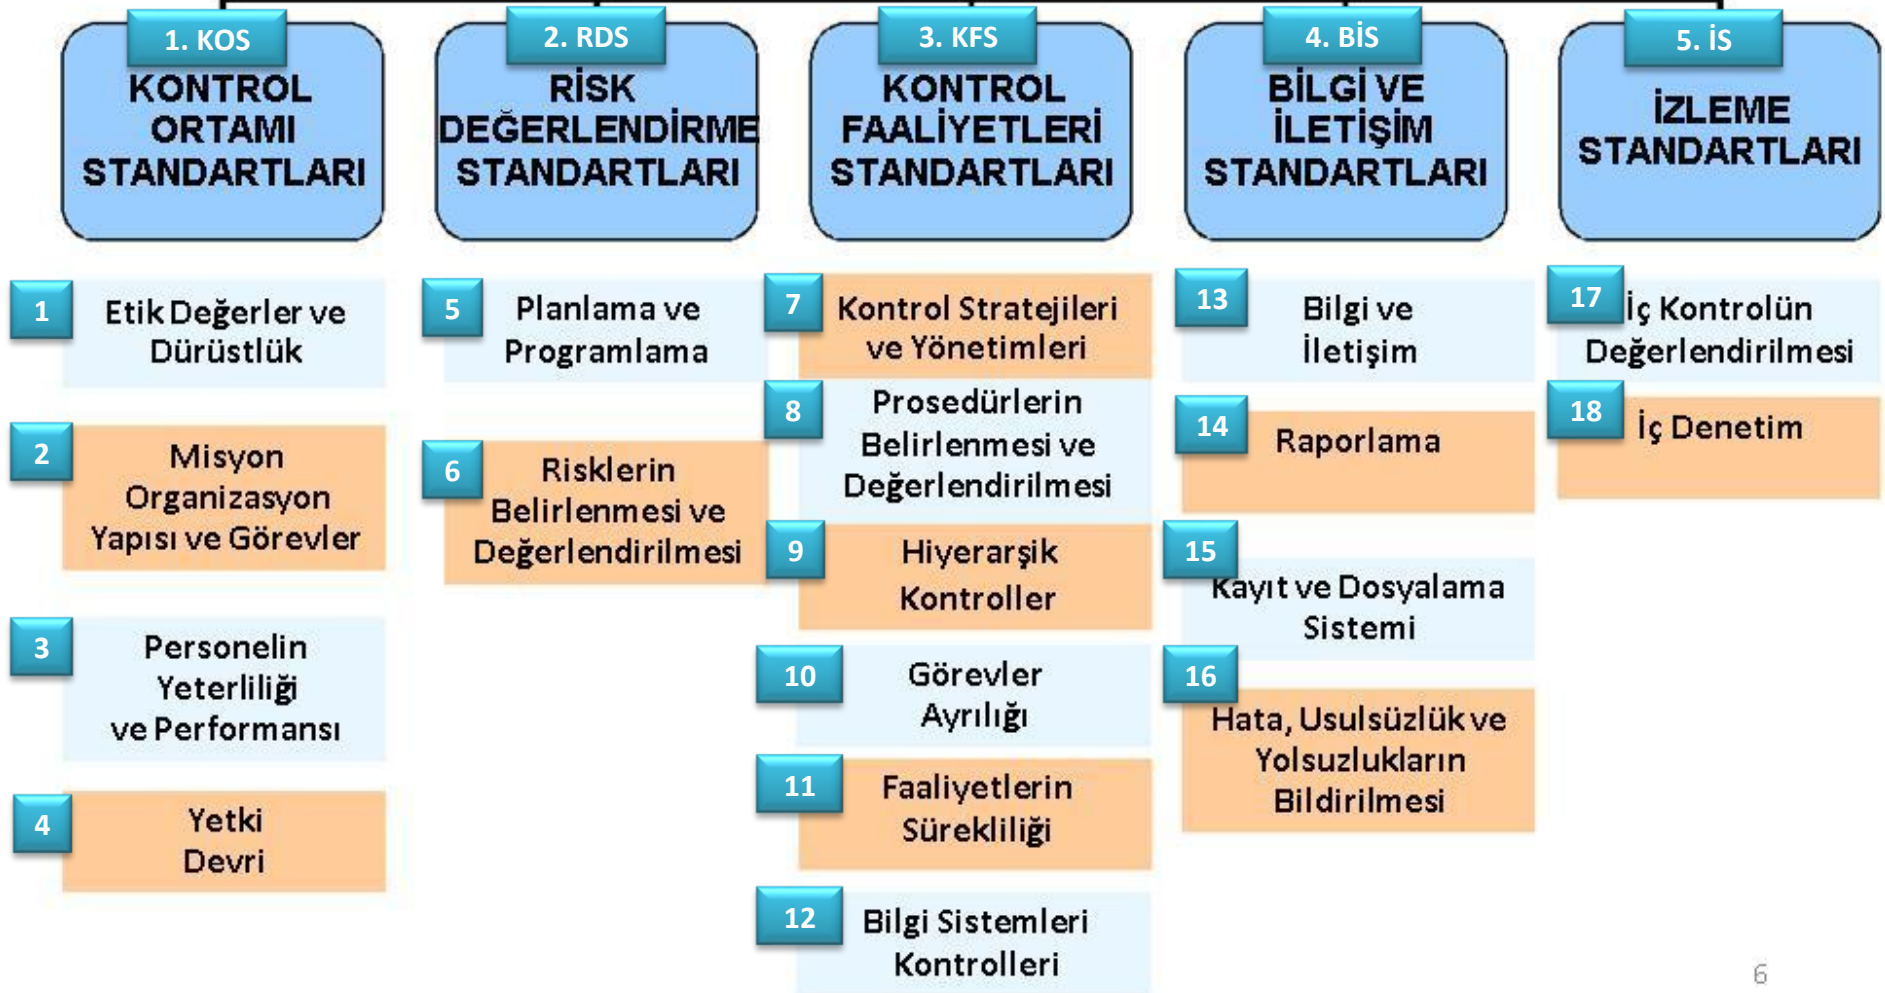 1. KOS
KONTROL
ORTAMI
STANDARTLARI
1
Etik Değerler ve
Dürüstlük
2
Misyon
Organizasyon
Yapısı ve Görevler
3
Personelin
Yeterliliği
ve Performansı
4
Yetki
Devri
2. RDS
RİSK
DEĞERLENDİRME
STANDARTLARI
5
Planlama ve
Programlama
6
Risklerin
Belirlenmesi ve
Değerlendirilmesi
3. KFS
KONTROL
FAALİYETLERİ
STANDARTLARI
7
Kontrol Stratejileri
ve Yönetimleri
8
Prosedürlerin
Belirlenmesi ve
Değerlendirilmesi
9
Hiyerarşik
Kontroller
10
Görevler
Ayrılığı
11
Faaliyetlerin
Sürekliliği
12
Bilgi Sistemleri
Kontrolleri
4. BİS
BİLGİ VE
İLETİŞİM
STANDARTLARI
13
Bilgi ve
İletişim
14
Raporlama
15
Kayıt ve Dosyalama
Sistemi
16
Hata, Usulsüzlük ve
Yolsuzlukların
Bildirilmesi
5. İS
İZLEME
STANDARTLARI
17
İç Kontrolün
Değerlendirilmesi
18
İç Denetim
6